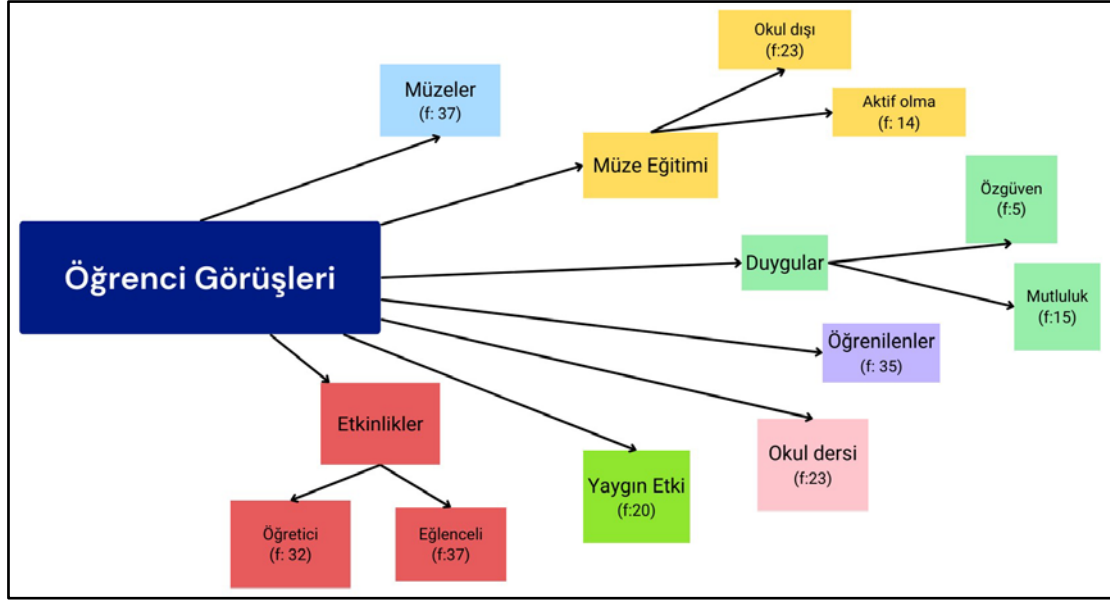 Okul dışı
(f:23)
Müzeler
(f: 37)
Aktif olma
(f: 14)
Müze Eğitimi
Özgüven
(f:5)
Öğrenci Görüşleri
Duygular
Mutluluk
(f:15)
Öğrenilenler
(f: 35)
Etkinlikler
Okul dersi
(f:23)
Yaygın Etki
(f:20)
Öğretici
(f: 32)
Eğlenceli
(f:37)